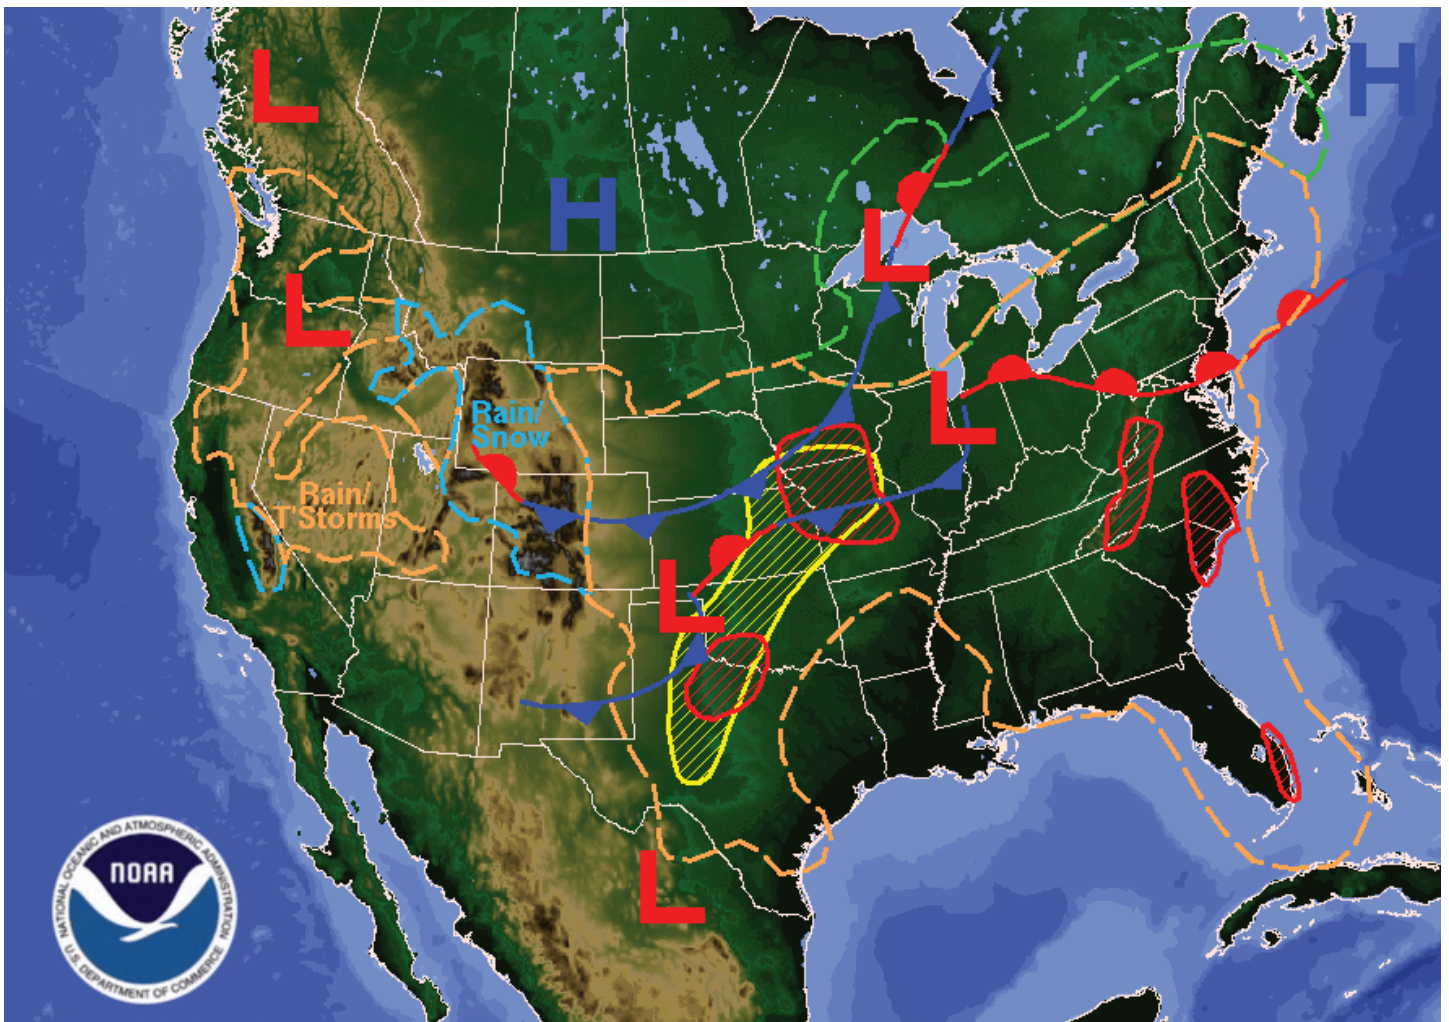 L
H
H
L
L
Rain/
Snow
L
Rain/
T'Storms
L
L
NATIONAL OCEANIC AND ATMOSPHERIC ADMINISTRATION
NOAA
U.S. DEPARTMENT OF COMMERCE